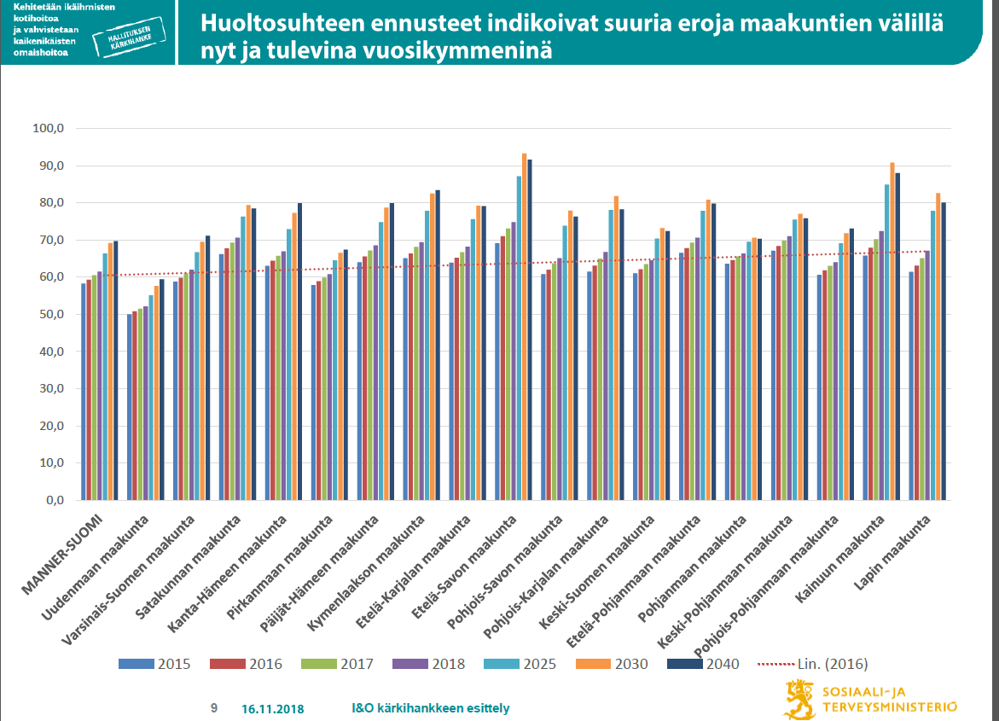 Kehitetään ikäihmisten
kotihoitoa
ja vahvistetaan
kaikenikäisten
omaishoitoa
HALLITUKSEN
KÄRKIHANKE
Huoltosuhteen ennusteet indikoivat suuria eroja maakuntien välillä
nyt ja tulevina vuosikymmeninä
100,0
90,0
80,0
70,0
60,0
50,0
40,0
30,0
20,0
10,0
0,0
MANNER-SUOMI
Uudenmaan maakunta
Varsinais-Suomen maakunta
Satakunnan maakunta
Kanta-Hämeen maakunta
Pirkanmaan maakunta
Päijät-Hämeen maakunta
Kymenlaakson maakunta
Etelä-Karjalan maakunta
Etelä-Savon maakunta
Pohjois-Savon maakunta
Pohjois-Karjalan maakunta
Keski-Suomen maakunta
Etelä-Pohjanmaan maakunta
Pohjanmaan maakunta
Keski-Pohjanmaan maakunta
Pohjois-Pohjanmaan maakunta
Kainuun maakunta
Lapin maakunta
2015 2016 2017 2018 2025 2030 2040 Lin. (2016)
9 16.11.2018 I&O kärkihankkeen esittely
SOSIAALI- JA
TERVEYSMINISTERIÖ